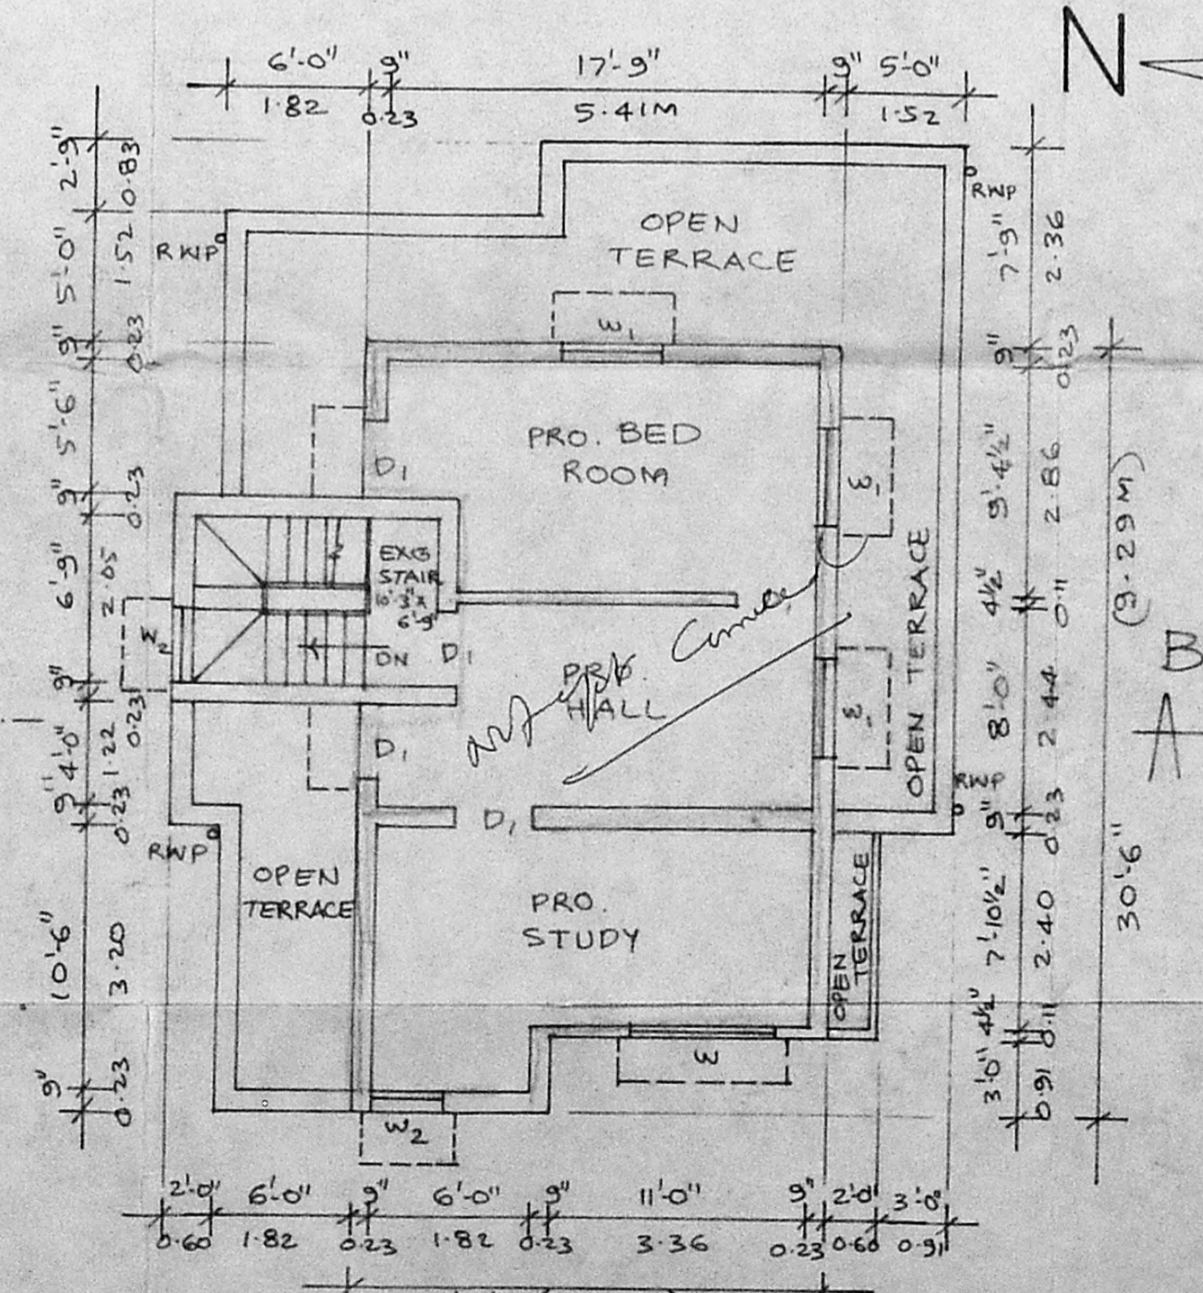 N
6'-0" 9" 17'-9" 9" 5'-0"
1.82 0.23 5.41M 1.52
2'-9" 0.83
5'-0" 1.52
9" 0.23
5'-6"
9" 0.23
6'-9" 2.05
9" 0.23
4'-0" 1.22
9" 0.23
10'-6" 3.20
9" 0.23
RWP
RWP
OPEN
TERRACE
W1
PRO. BED
ROOM
D1
W1
EXG
STAIR
6'-3"x
6'-9"
W2
DN D1
PRO.
HALL
W1
OPEN TERRACE
D1
RWP
D1
RWP
OPEN
TERRACE
PRO.
STUDY
OPEN
TERRACE
W
W2
7'-9" 2.36
9" 0.23
9'-4½" 2.86
4½" 0.11
8'-0" 2.44
9" 0.23
7'-10½" 2.40
4½" 0.11
3'-0" 0.91
30'-6" (9.29M)
B
A
2'-0" 6'-0" 9" 6'-0" 9" 11'-0" 9" 2'-0 3'-0"
0.60 1.82 0.23 1.82 0.23 3.36 0.23 0.60 0.91